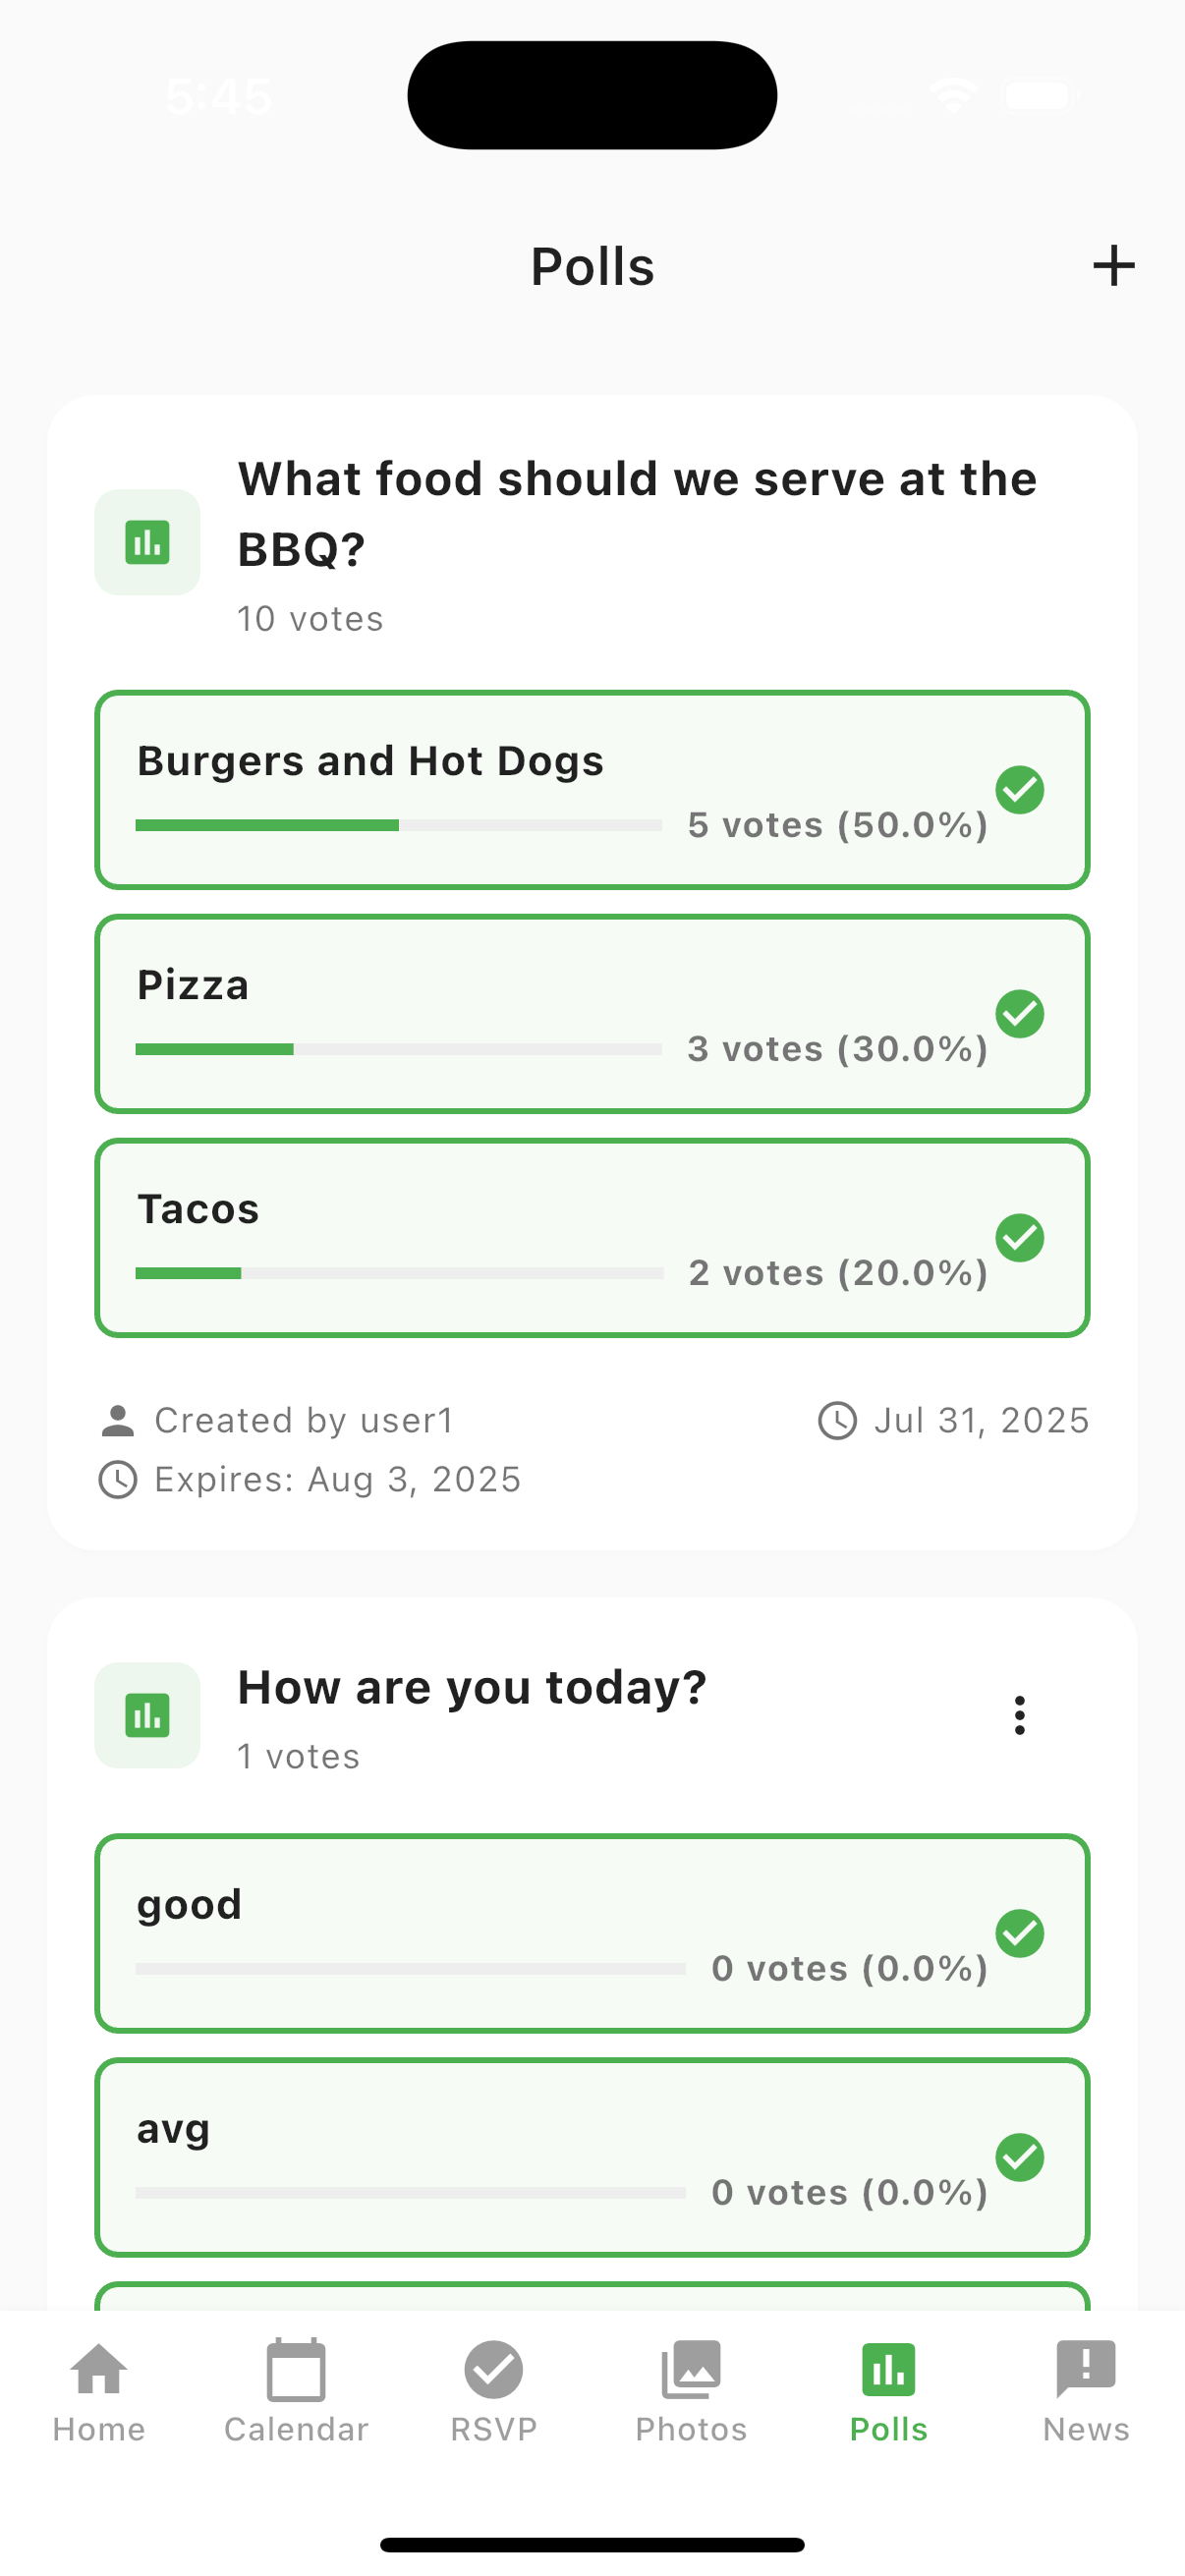 5:45
Polls
What food should we serve at the
BBQ?
10 votes
Burgers and Hot Dogs
5 votes (50.0%)
Pizza
3 votes (30.0%)
Tacos
2 votes (20.0%)
Created by user1
Jul 31, 2025
Expires: Aug 3, 2025
How are you today?
1 votes
good
0 votes (0.0%)
avg
0 votes (0.0%)
Home
Calendar
RSVP
Photos
Polls
News